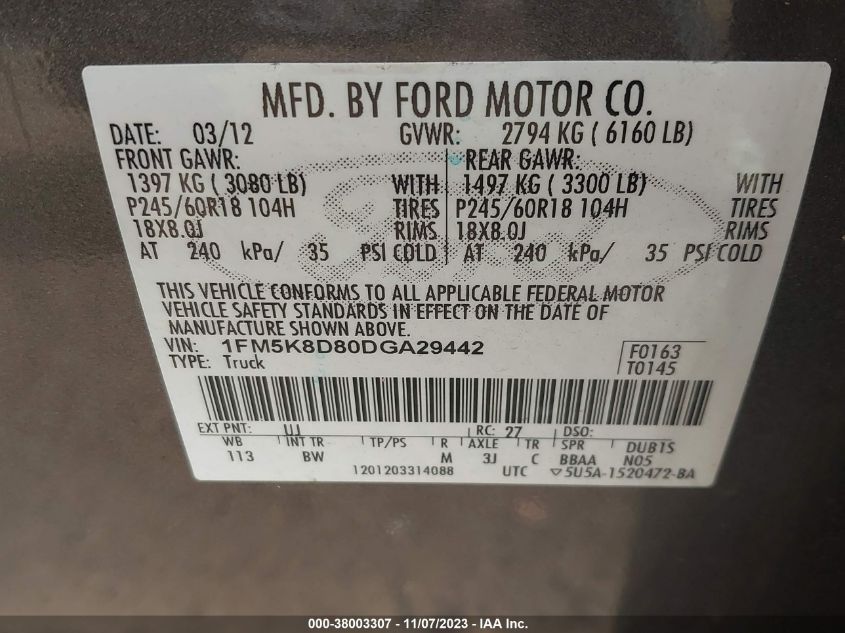 MFD. BY FORD MOTOR CO.
DATE: 03/12 GVWR: 2794 KG ( 6160 LB)
FRONT GAWR: REAR GAWR:
1397 KG ( 3080 LB) WITH 1497 KG ( 3300 LB) WITH
P245/60R18 104H TIRES P245/60R18 104H TIRES
18X8.0J RIMS 18X8.0J RIMS
AT 240 kPa/ 35 PSI COLD AT 240 kPa/ 35 PSI COLD
THIS VEHICLE CONFORMS TO ALL APPLICABLE FEDERAL MOTOR
VEHICLE SAFETY STANDARDS IN EFFECT ON THE DATE OF
MANUFACTURE SHOWN ABOVE.
VIN: 1FM5K8D80DGA29442 F0163
TYPE: Truck T0145
EXT PNT: UJ RC: 27 DSO:
WB INT TR TP/PS R AXLE TR SPR DUB1S
113 BW M 3J C BBAA N05
1201203314088 UTC ▽5U5A-1520472-BA
000-38003307 - 11/07/2023 - IAA Inc.